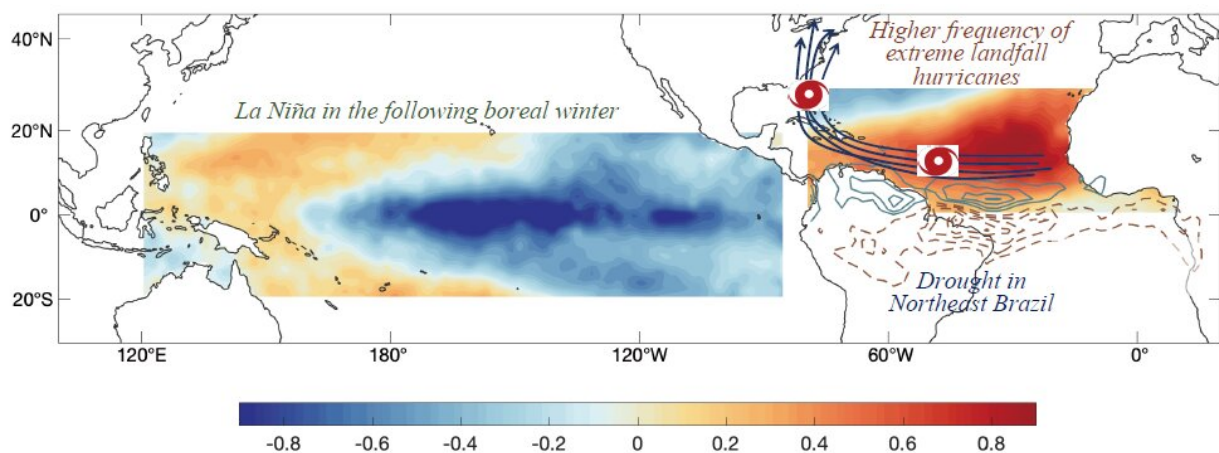 40°N
20°N
0°
20°S
Higher frequency of
extreme landfall
hurricanes
La Niña in the following boreal winter
Drought in
Northeast Brazil
120°E
180°
120°W
60°W
0°
-0.8
-0.6
-0.4
-0.2
0
0.2
0.4
0.6
0.8